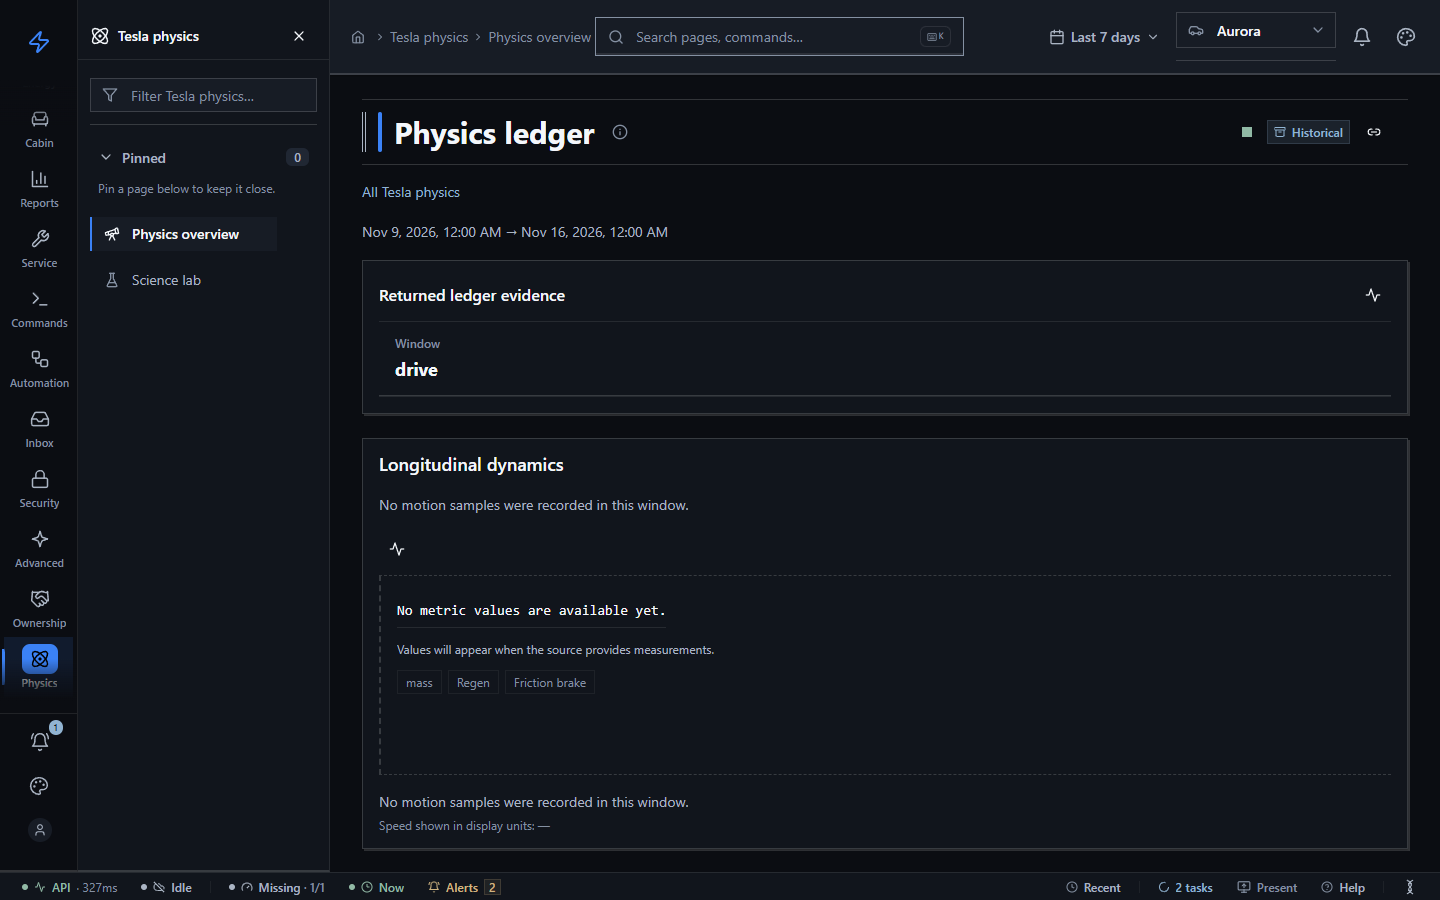 Tesla physics
Tesla physics
Physics overview
Search pages, commands...
K
Last 7 days
Aurora
Filter Tesla physics...
Cabin
Reports
Service
Commands
Automation
Inbox
Security
Advanced
Ownership
Physics
1
Pinned
0
Pin a page below to keep it close.
Physics overview
Science lab
Physics ledger
Historical
All Tesla physics
Nov 9, 2026, 12:00 AM → Nov 16, 2026, 12:00 AM
Returned ledger evidence
Window
drive
Longitudinal dynamics
No motion samples were recorded in this window.
No metric values are available yet.
Values will appear when the source provides measurements.
mass
Regen
Friction brake
No motion samples were recorded in this window.
Speed shown in display units: —
API · 327ms
Idle
Missing · 1/1
Now
Alerts 2
Recent
2 tasks
Present
Help